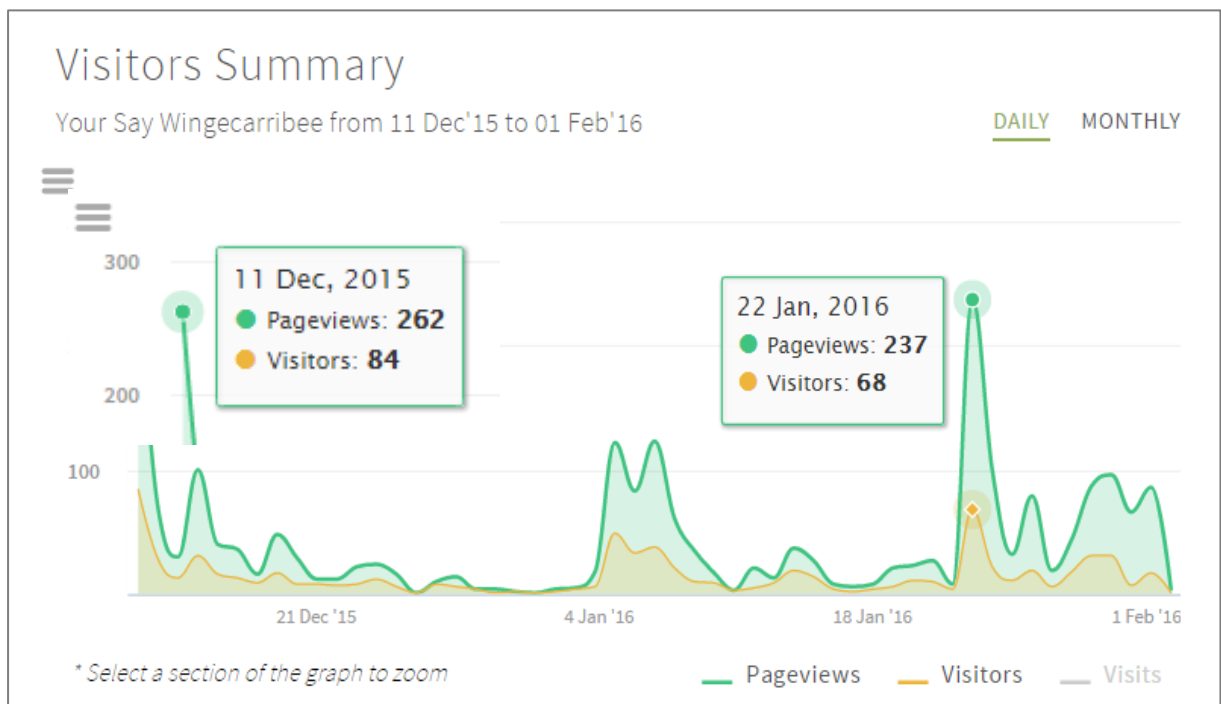 Visitors Summary
Your Say Wingecarribee from 11 Dec'15 to 01 Feb'16
DAILY MONTHLY
300
200
100
11 Dec, 2015
Pageviews: 262
Visitors: 84
22 Jan, 2016
Pageviews: 237
Visitors: 68
21 Dec '15 4 Jan '16 18 Jan '16 1 Feb '16
* Select a section of the graph to zoom
Pageviews Visitors Visits